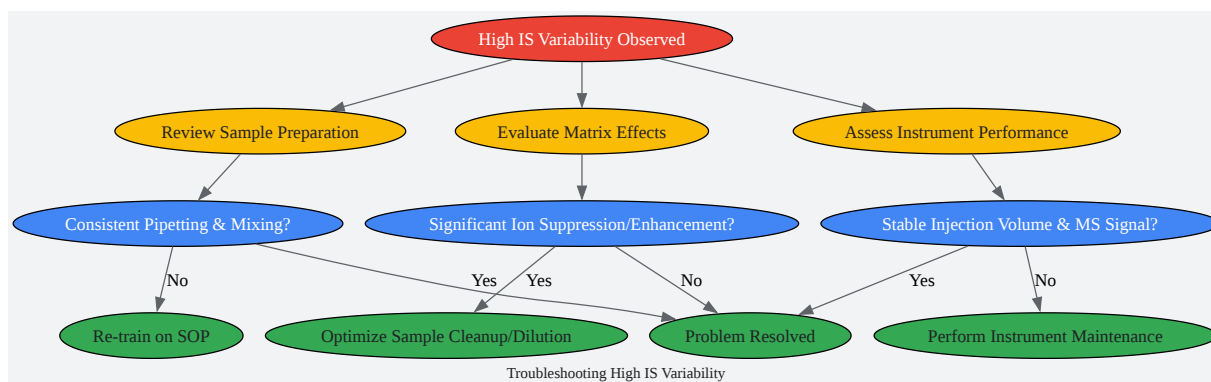 High IS Variability Observed
Review Sample Preparation
Evaluate Matrix Effects
Assess Instrument Performance
Consistent Pipetting & Mixing?
Significant Ion Suppression/Enhancement?
Stable Injection Volume & MS Signal?
No
Yes
Yes
No
Yes
No
Re-train on SOP
Optimize Sample Cleanup/Dilution
Problem Resolved
Perform Instrument Maintenance
Troubleshooting High IS Variability